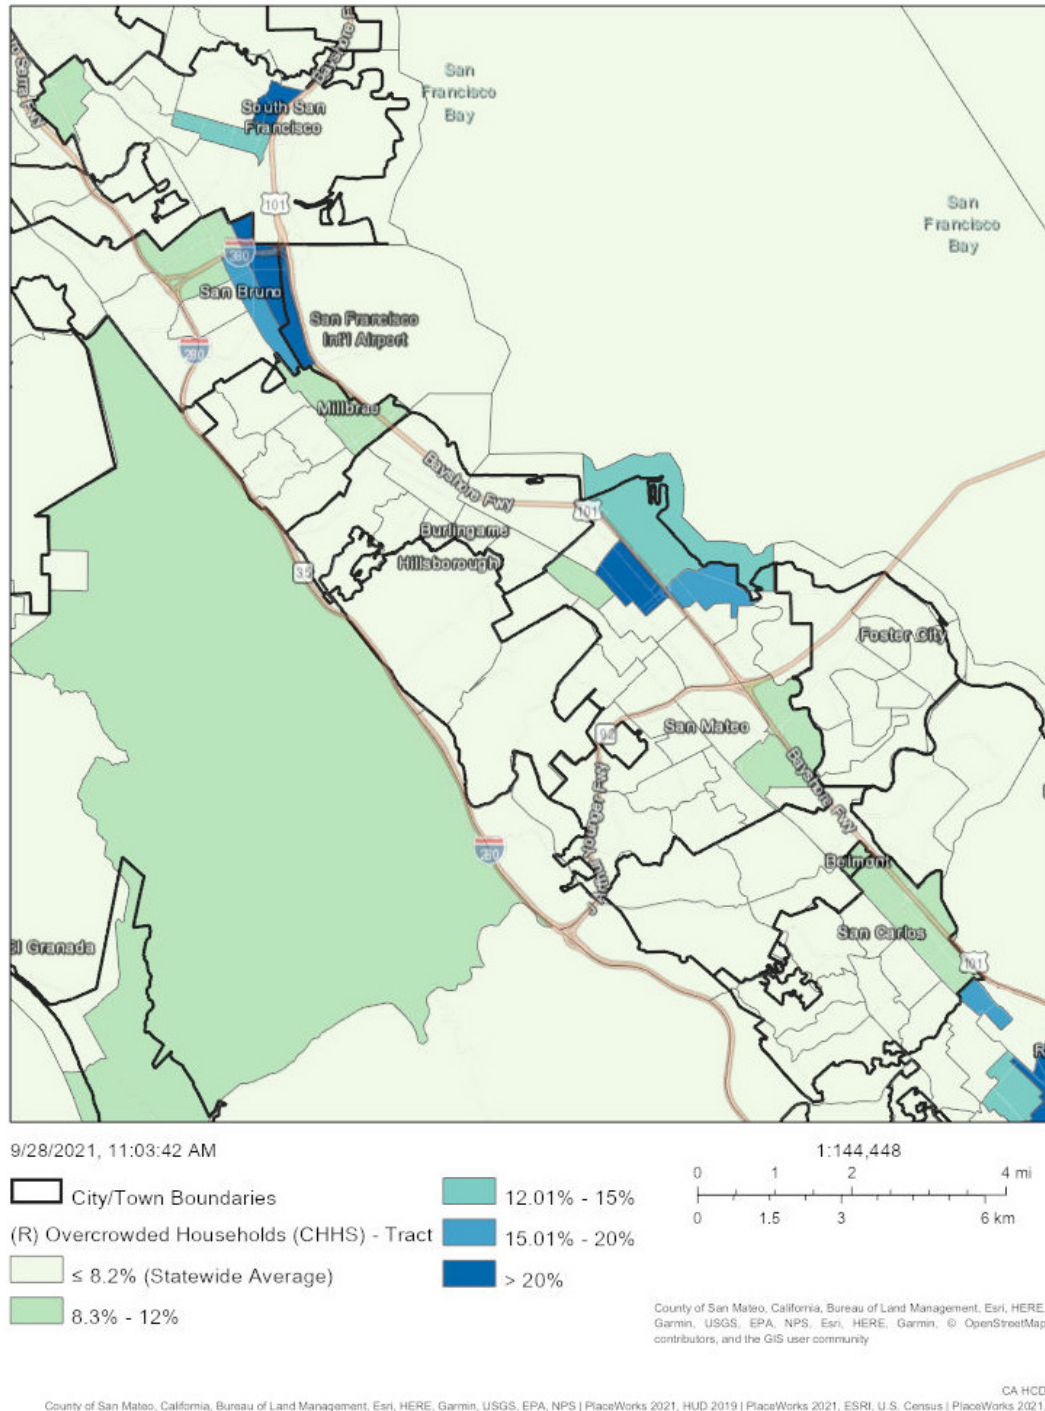 Bayshore F
San
Francisco
Bay
South San
Francisco
101
San
Francisco
Bay
380
San Bruno
San Francisco
Int'l Airport
280
Millbrae
Bayshore Fwy
101
Burlingame
Hillsborough
35
Foster City
San Mateo
92
Bayshore Fwy
J Arthur Younger Fwy
280
Belmont
San Carlos
El Granada
101
R
9/28/2021, 11:03:42 AM
1:144,448
0 1 2 4 mi
0 1.5 3 6 km
City/Town Boundaries
(R) Overcrowded Households (CHHS) - Tract
≤ 8.2% (Statewide Average)
8.3% - 12%
12.01% - 15%
15.01% - 20%
> 20%
County of San Mateo, California, Bureau of Land Management, Esri, HERE,
Garmin, USGS, EPA, NPS, Esri, HERE, Garmin, © OpenStreetMap
contributors, and the GIS user community
CA HCD
County of San Mateo, California, Bureau of Land Management, Esri, HERE, Garmin, USGS, EPA, NPS | PlaceWorks 2021, HUD 2019 | PlaceWorks 2021, ESRI, U.S. Census | PlaceWorks 2021,